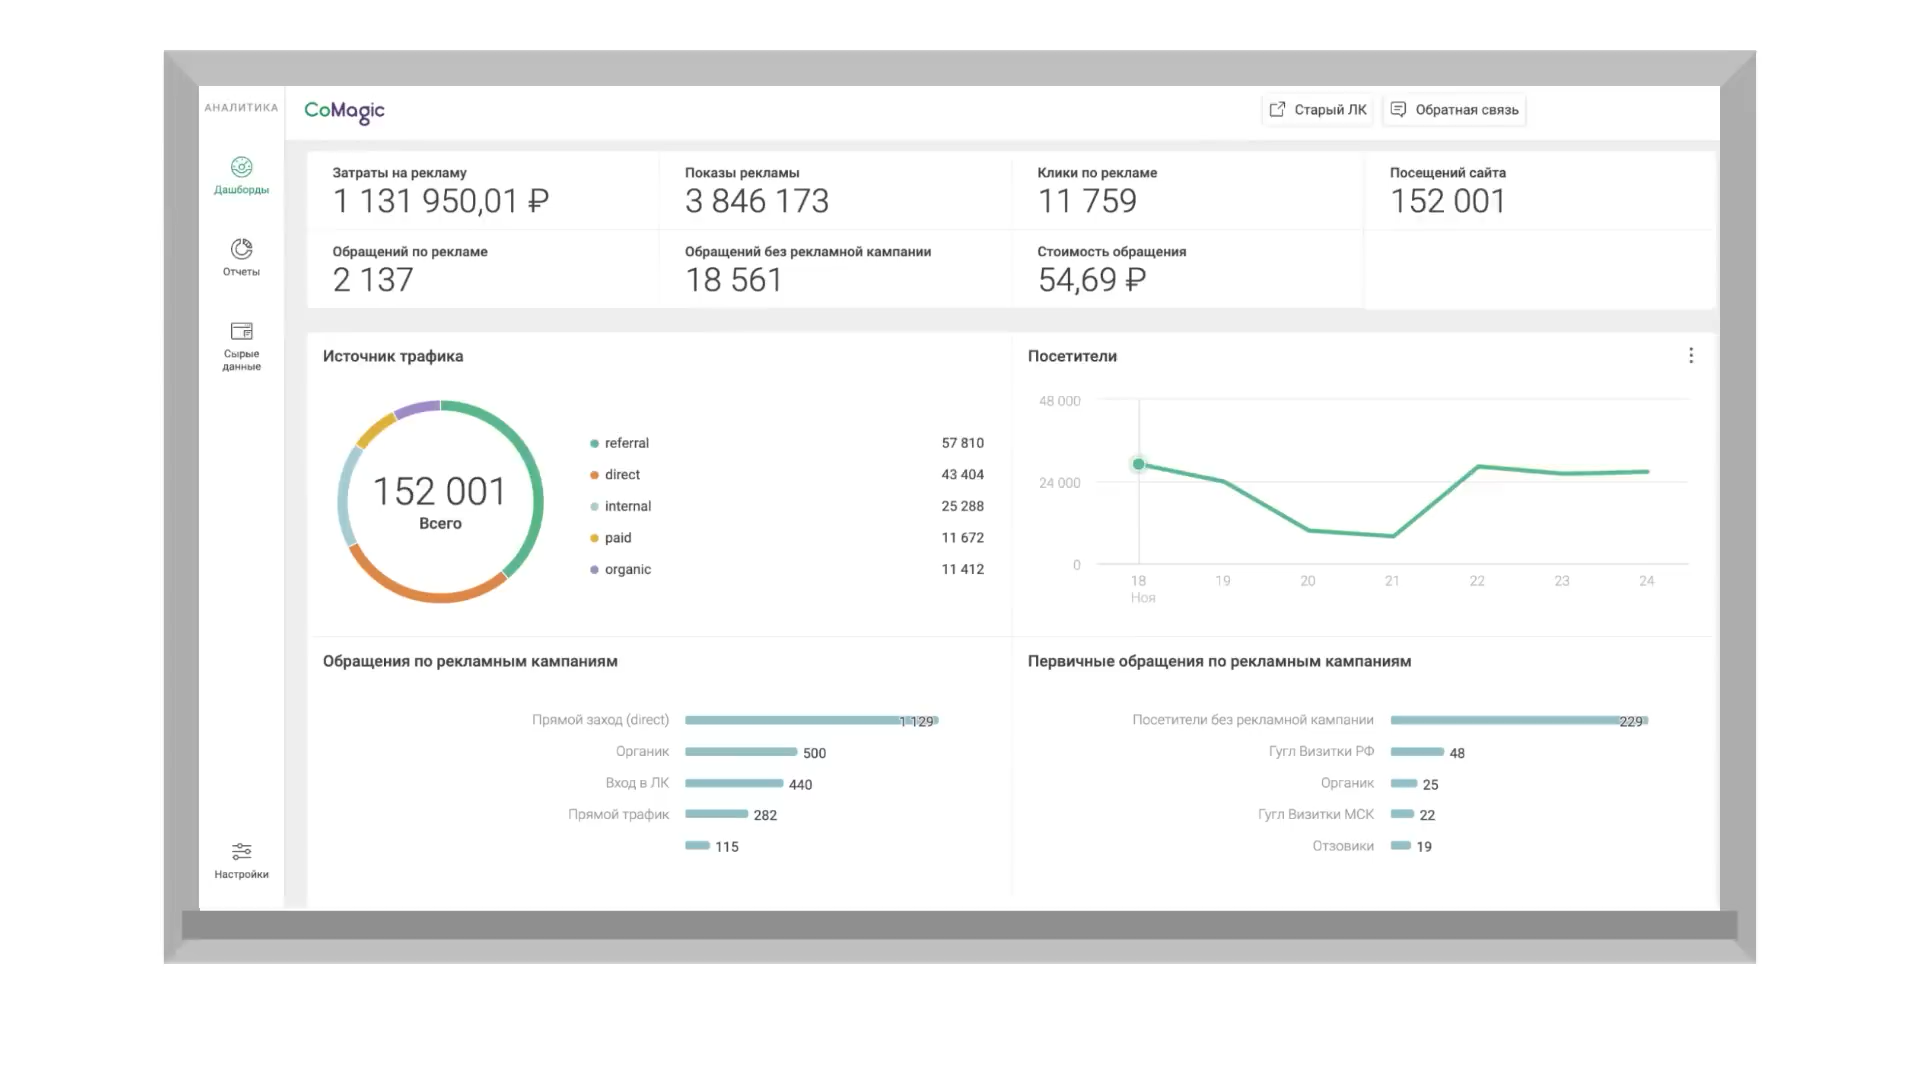 АНАЛИТИКА
CoMagic
Старый ЛК
Обратная связь
Дашборды
Отчеты
Сырые
данные
Настройки
Затраты на рекламу
1 131 950,01 ₽
Показы рекламы
3 846 173
Клики по рекламе
11 759
Посещений сайта
152 001
Обращений по рекламе
2 137
Обращений без рекламной кампании
18 561
Стоимость обращения
54,69 ₽
Источник трафика
152 001
Всего
referral 57 810
direct 43 404
internal 25 288
paid 11 672
organic 11 412
Посетители
48 000
24 000
0
18 19 20 21 22 23 24
Ноя
Обращения по рекламным кампаниям
Прямой заход (direct) 1 129
Органик 500
Вход в ЛК 440
Прямой трафик 282
115
Первичные обращения по рекламным кампаниям
Посетители без рекламной кампании 229
Гугл Визитки РФ 48
Органик 25
Гугл Визитки МСК 22
Отзовики 19